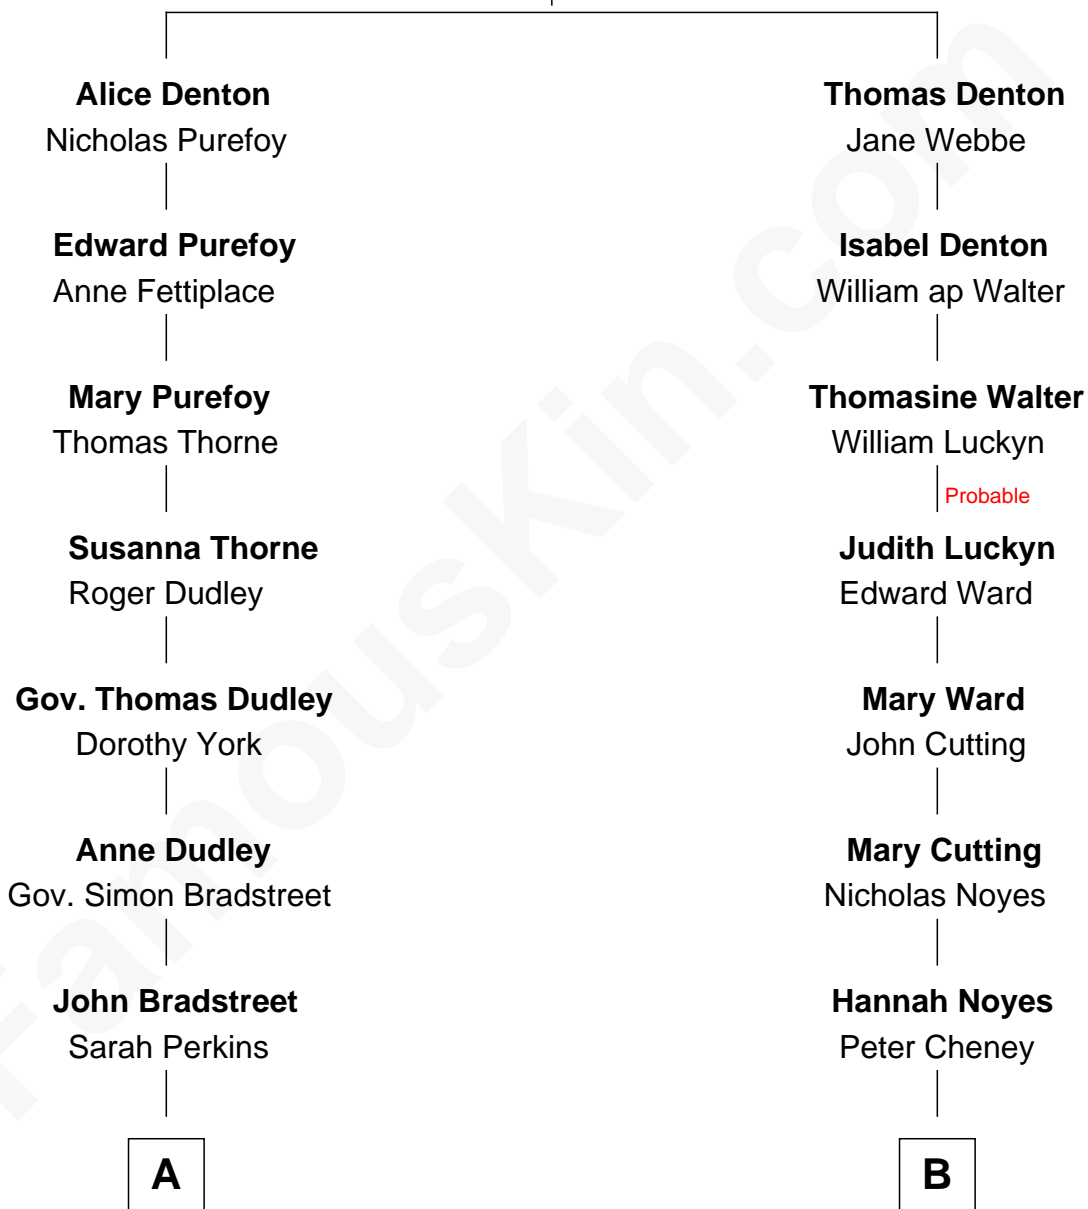 Alice Denton
Nicholas Purefoy
Edward Purefoy
Anne Fettiplace
Mary Purefoy
Thomas Thorne
Susanna Thorne
Roger Dudley
Gov. Thomas Dudley
Dorothy York
Anne Dudley
Gov. Simon Bradstreet
John Bradstreet
Sarah Perkins
A
Thomas Denton
Jane Webbe
Isabel Denton
William ap Walter
Thomasine Walter
William Luckyn
Probable
Judith Luckyn
Edward Ward
Mary Ward
John Cutting
Mary Cutting
Nicholas Noyes
Hannah Noyes
Peter Cheney
B
FamousKin.com